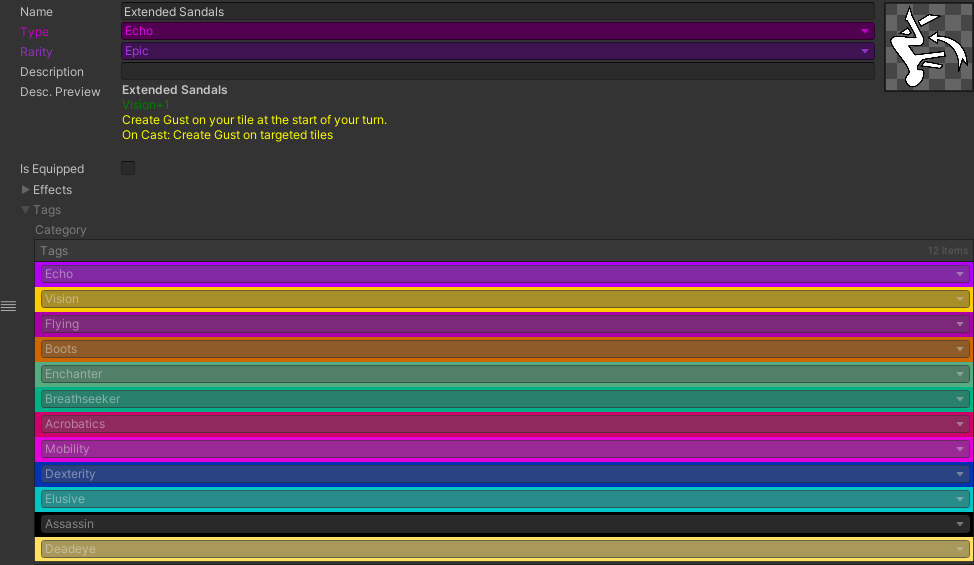 Name Extended Sandals
Type Echo
Rarity Epic
Description
Desc. Preview Extended Sandals
Vision+1
Create Gust on your tile at the start of your turn.
On Cast: Create Gust on targeted tiles
Is Equipped
Effects
Tags
Category
Tags 12 items
Echo
Vision
Flying
Boots
Enchanter
Breathseeker
Acrobatics
Mobility
Dexterity
Elusive
Assassin
Deadeye